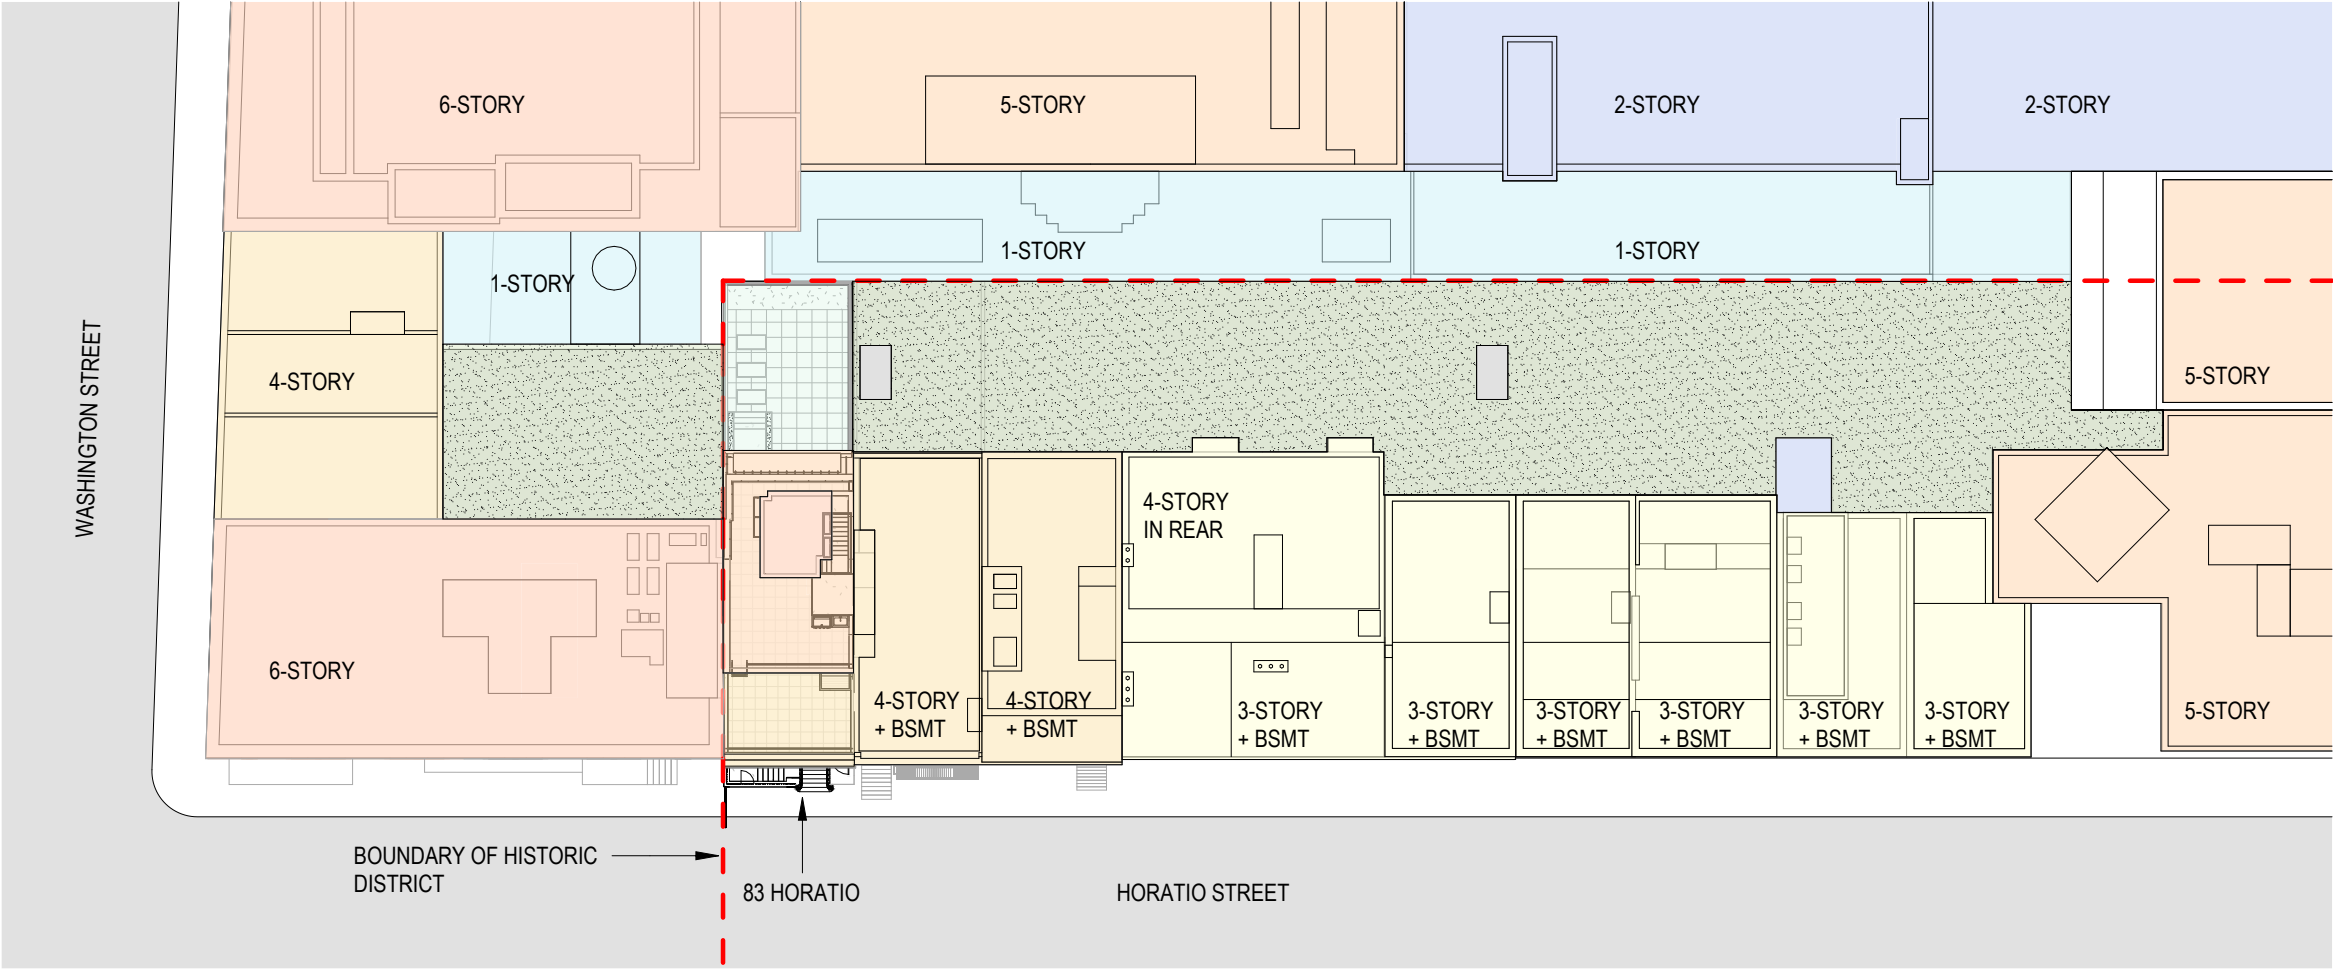 6-STORY
5-STORY
2-STORY
2-STORY
1-STORY
1-STORY
1-STORY
WASHINGTON STREET
4-STORY
5-STORY
4-STORY
IN REAR
6-STORY
4-STORY
+ BSMT
4-STORY
+ BSMT
3-STORY
+ BSMT
3-STORY
+ BSMT
3-STORY
+ BSMT
3-STORY
+ BSMT
3-STORY
+ BSMT
3-STORY
+ BSMT
5-STORY
BOUNDARY OF HISTORIC
DISTRICT
83 HORATIO
HORATIO STREET